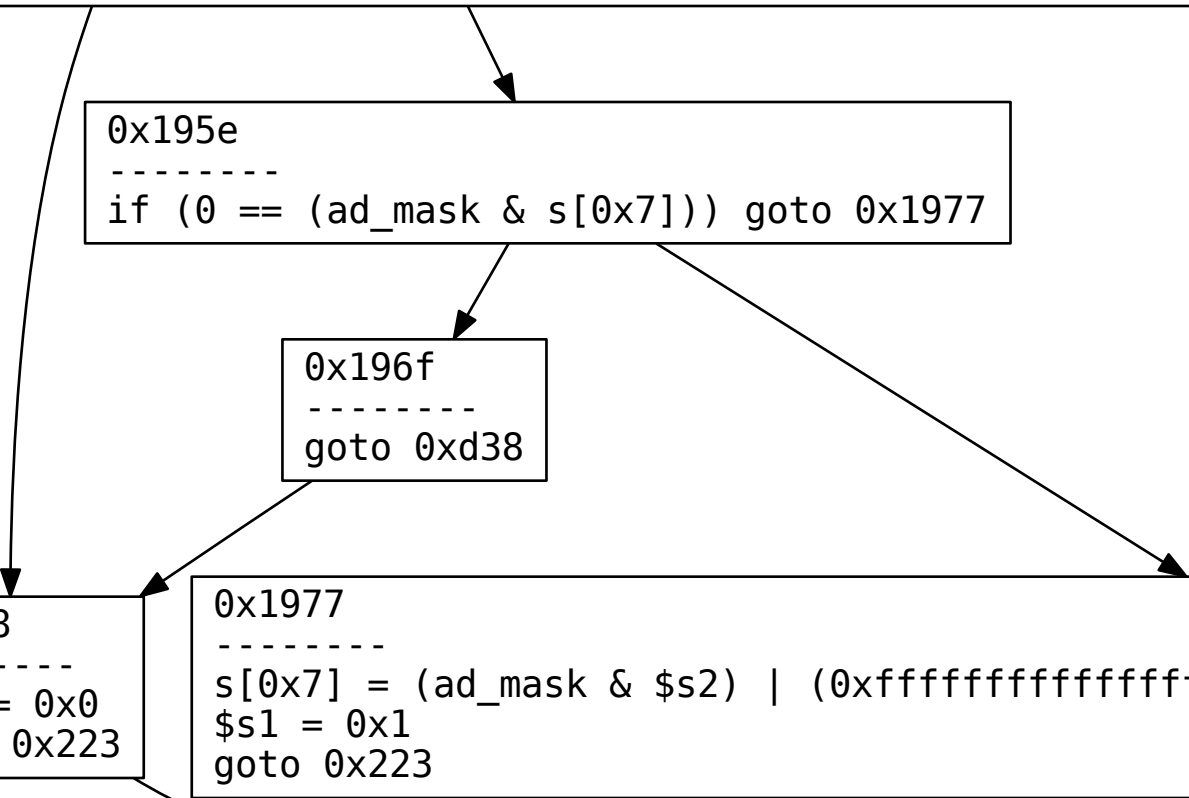 0x195e
--------
if (0 == (ad_mask & s[0x7])) goto 0x1977
0x196f
--------
goto 0xd38
8
----
= 0x0
0x223
0x1977
--------
s[0x7] = (ad_mask & $s2) | (0xffffffffffffff
$s1 = 0x1
goto 0x223